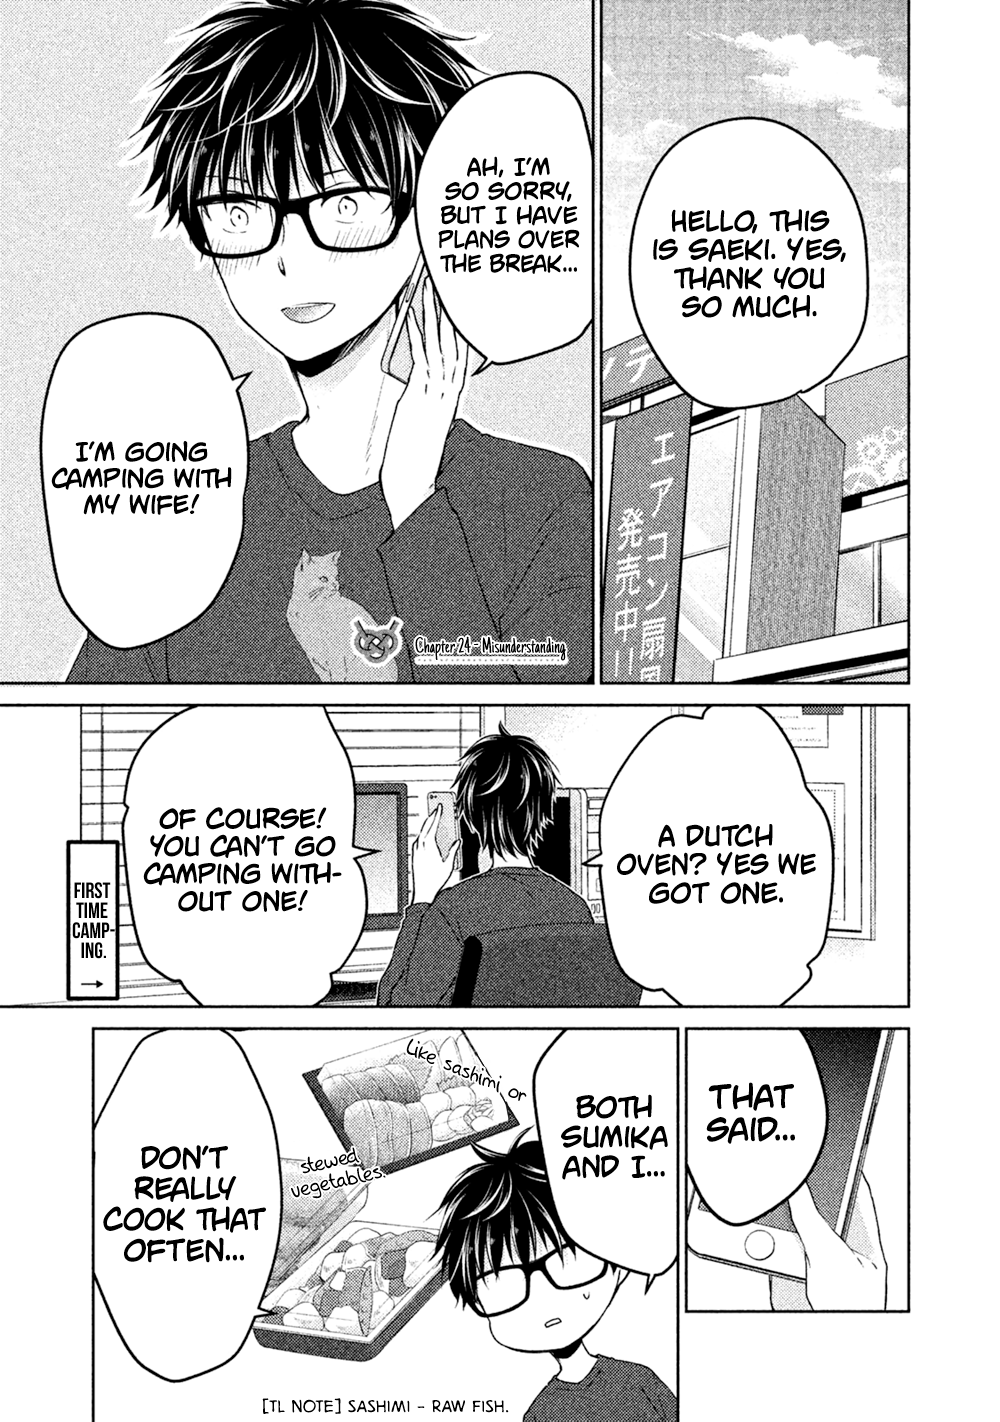 HELLO, THIS
IS SAEKI. YES,
THANK YOU
SO MUCH.
エアコン扇風
発売中!!
AH, I'M
SO SORRY,
BUT I HAVE
PLANS OVER
THE BREAK...
I'M GOING
CAMPING WITH
MY WIFE!
Chapter 24 - Misunderstanding
A DUTCH
OVEN? YES WE
GOT ONE.
OF COURSE!
YOU CAN'T GO
CAMPING WITH-
OUT ONE!
FIRST
TIME
CAMP-
ING.
→
THAT
SAID...
BOTH
SUMIKA
AND I...
Like sashimi or
stewed
vegetables.
DON'T
REALLY
COOK THAT
OFTEN...
[TL NOTE] SASHIMI - RAW FISH.